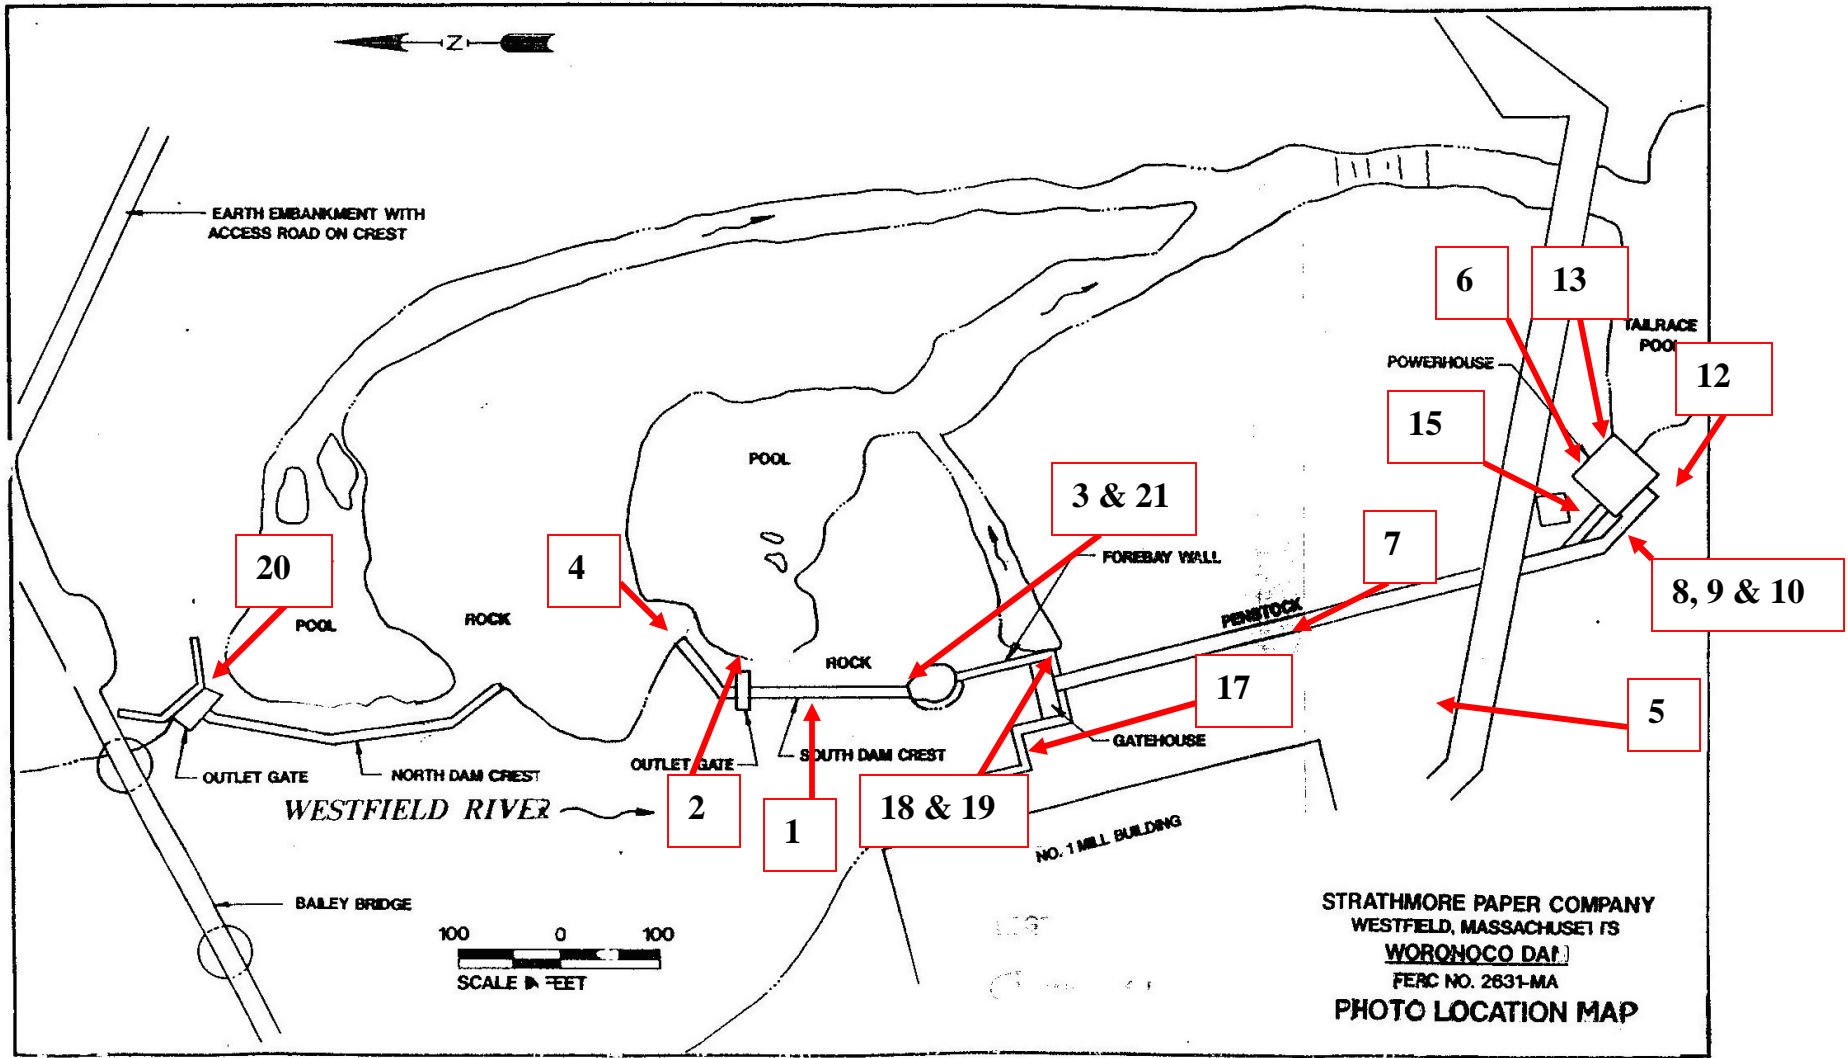 N
EARTH EMBANKMENT WITH
ACCESS ROAD ON CREST
6
13
TAILRACE
POOL
POWERHOUSE
12
15
POOL
3 & 21
7
FOREBAY WALL
20
4
8, 9 & 10
PENSTOCK
POOL
ROCK
ROCK
17
5
GATEHOUSE
SOUTH DAM CREST
OUTLET GATE
OUTLET GATE
NORTH DAM CREST
WESTFIELD RIVER
2
1
18 & 19
NO. 1 MILL BUILDING
BAILEY BRIDGE
100 0 100
SCALE IN FEET
STRATHMORE PAPER COMPANY
WESTFIELD, MASSACHUSETTS
WORONOCO DAM
FERC NO. 2631-MA
PHOTO LOCATION MAP